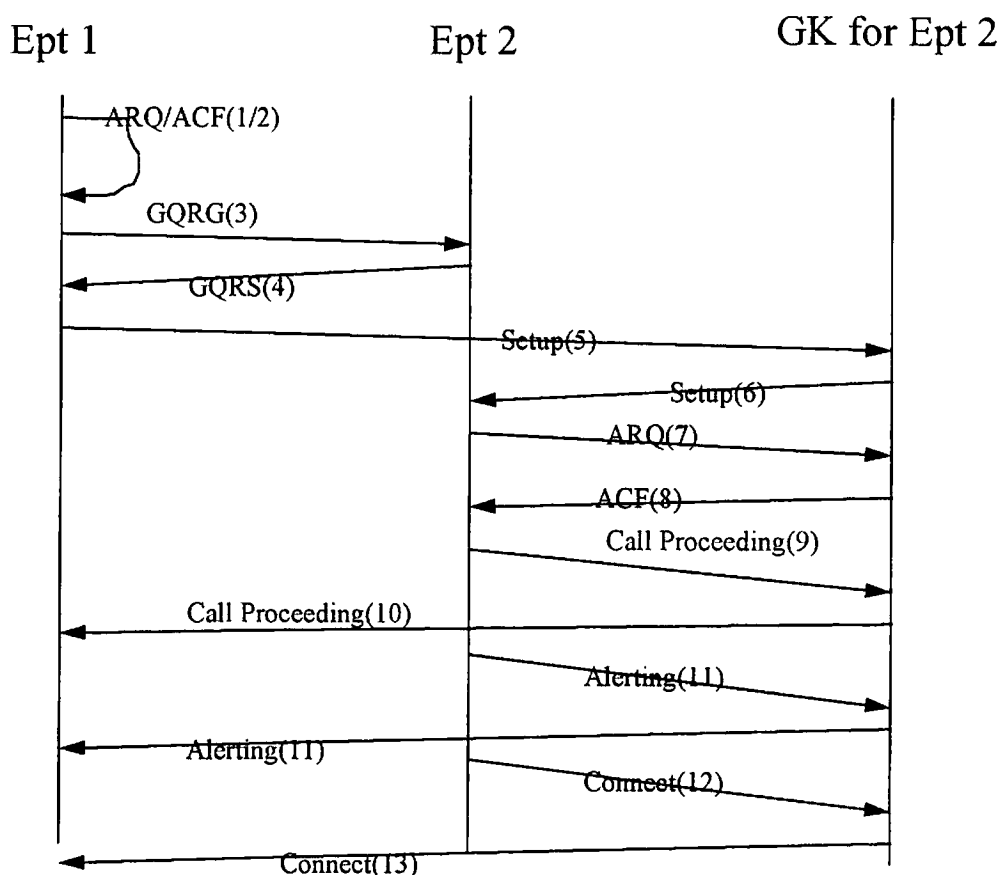 Ept 1
Ept 2
GK for Ept 2
ARQ/ACF(1/2)
GQRG(3)
GQRS(4)
Setup(5)
Setup(6)
ARQ(7)
ACF(8)
Call Proceeding(9)
Call Proceeding(10)
Alerting(11)
Alerting(11)
Connect(12)
Connect(13)